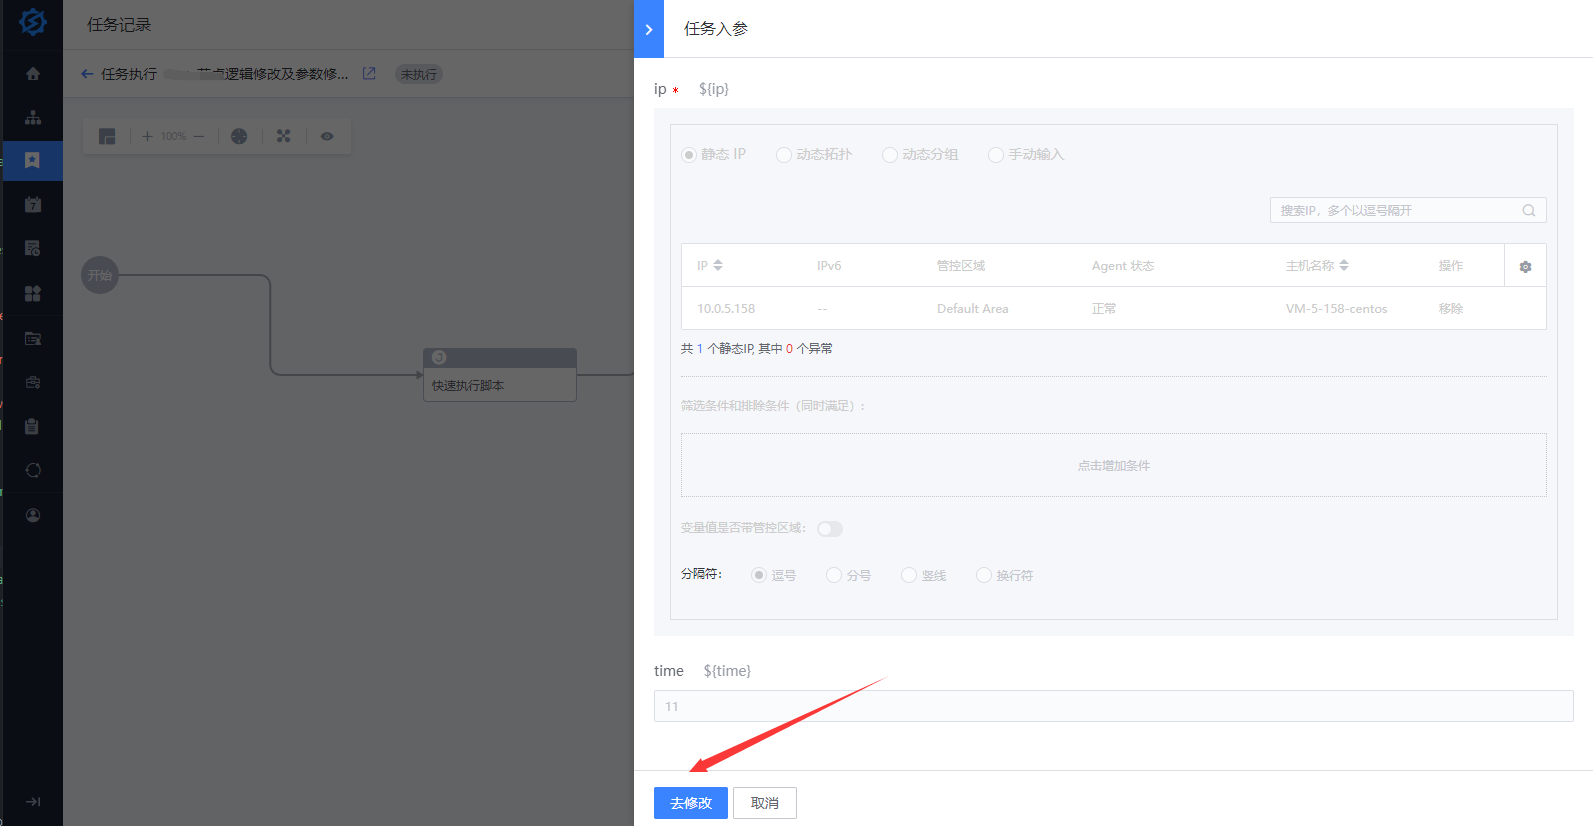 任务记录
任务执行
点逻辑修改及参数修...
未执行
100%
7
开始
J
快速执行脚本
任务入参
ip * ${ip}
静态 IP 动态拓扑 动态分组 手动输入
搜索IP，多个以逗号隔开
IP IPv6 管控区域 Agent 状态 主机名称 操作
10.0.5.158 -- Default Area 正常 VM-5-158-centos 移除
共 1 个静态IP, 其中 0 个异常
筛选条件和排除条件（同时满足）:
点击增加条件
变量值是否带管控区域:
分隔符: 逗号 分号 竖线 换行符
time ${time}
11
去修改 取消